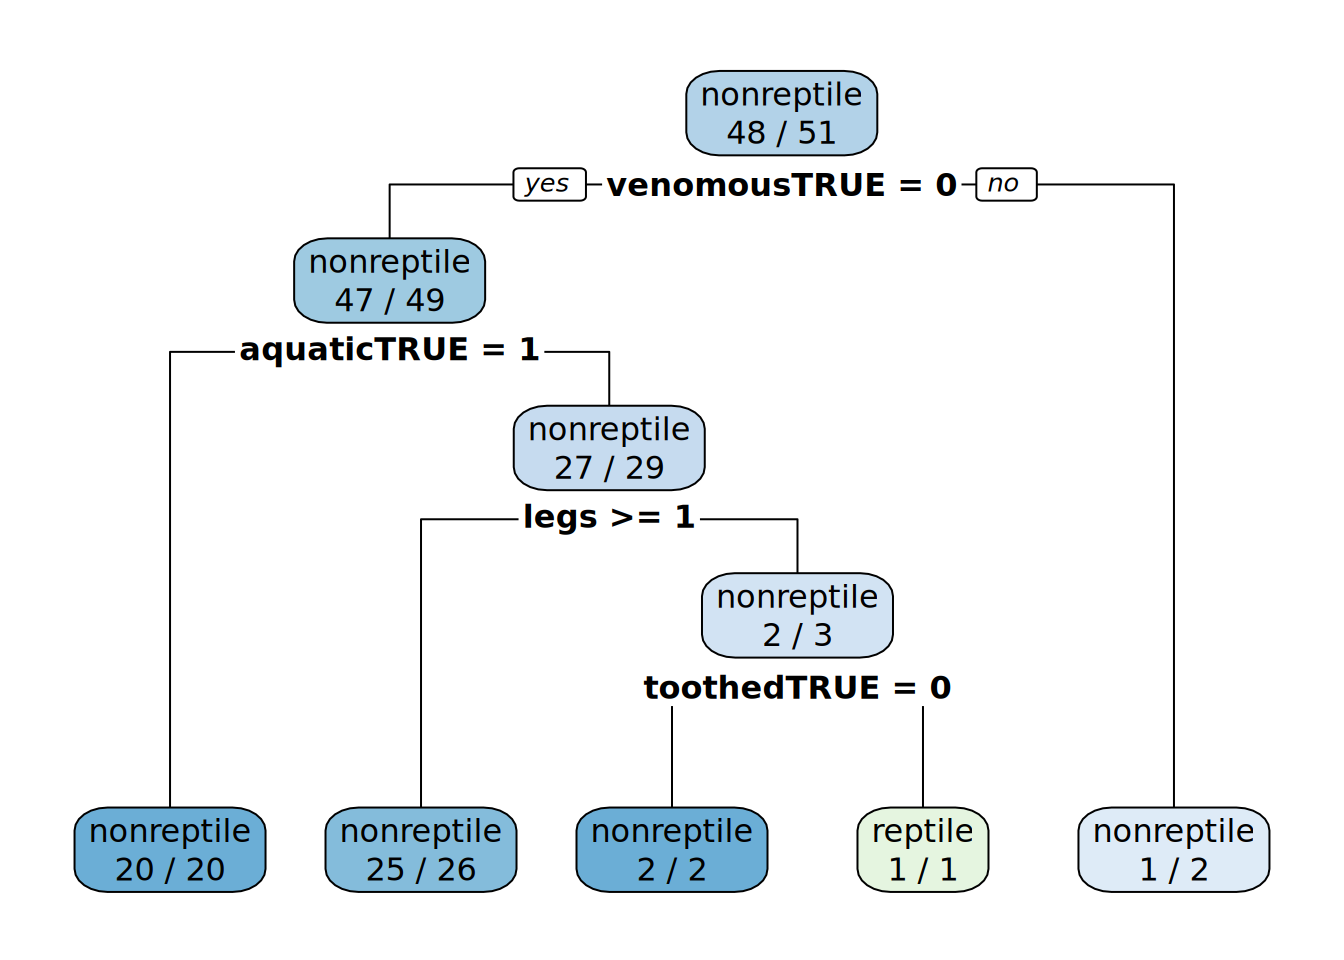 nonreptile
48 / 51
yes
venomousTRUE = 0
no
nonreptile
47 / 49
aquaticTRUE = 1
nonreptile
27 / 29
legs >= 1
nonreptile
2 / 3
toothedTRUE = 0
nonreptile
20 / 20
nonreptile
25 / 26
nonreptile
2 / 2
reptile
1 / 1
nonreptile
1 / 2